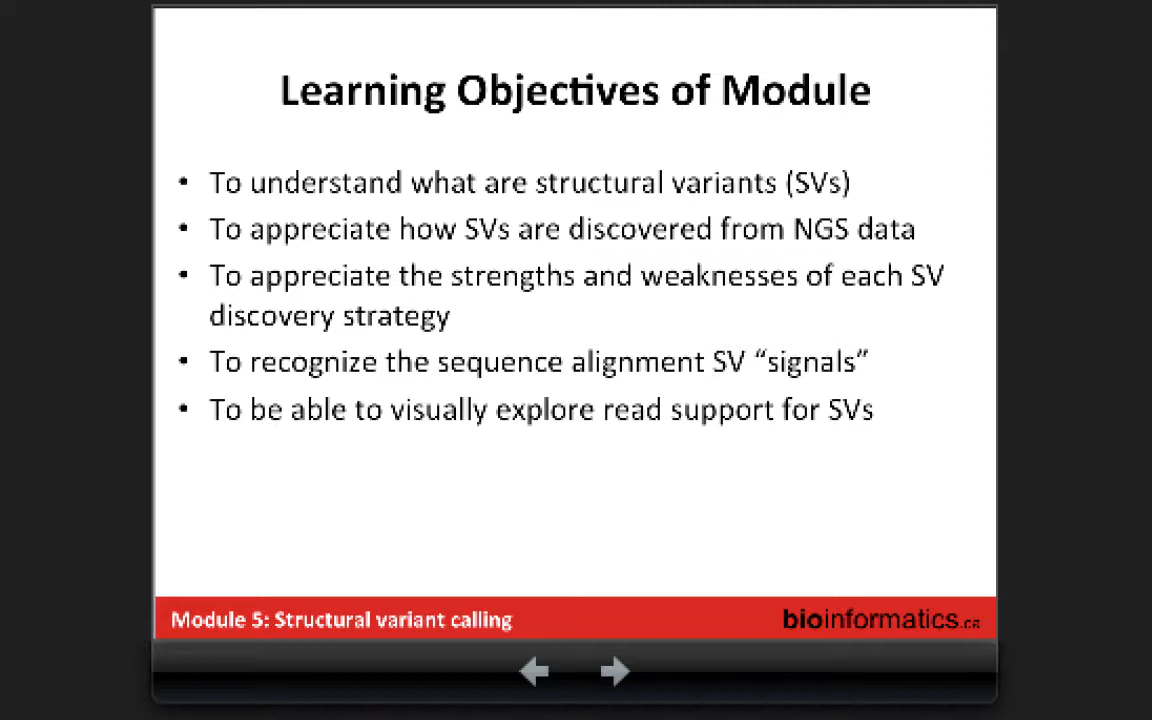 Learning Objectives of Module
• To understand what are structural variants (SVs)
• To appreciate how SVs are discovered from NGS data
• To appreciate the strengths and weaknesses of each SV
discovery strategy
• To recognize the sequence alignment SV “signals”
• To be able to visually explore read support for SVs
Module 5: Structural variant calling
bioinformatics.ca